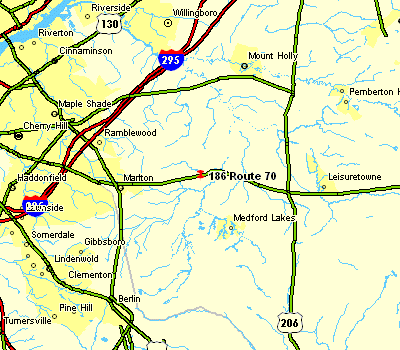 Riverside
Willingboro
130
Riverton
Cinnaminson
295
Mount Holly
Maple Shade
Pemberton H
Cherry Hill
Ramblewood
Haddonfield
Marlton
186 Route 70
Leisuretowne
Medford Lakes
Somerdale
Gibbsboro
Lindenwold
Clementon
Berlin
Pine Hill
Turnersville
206